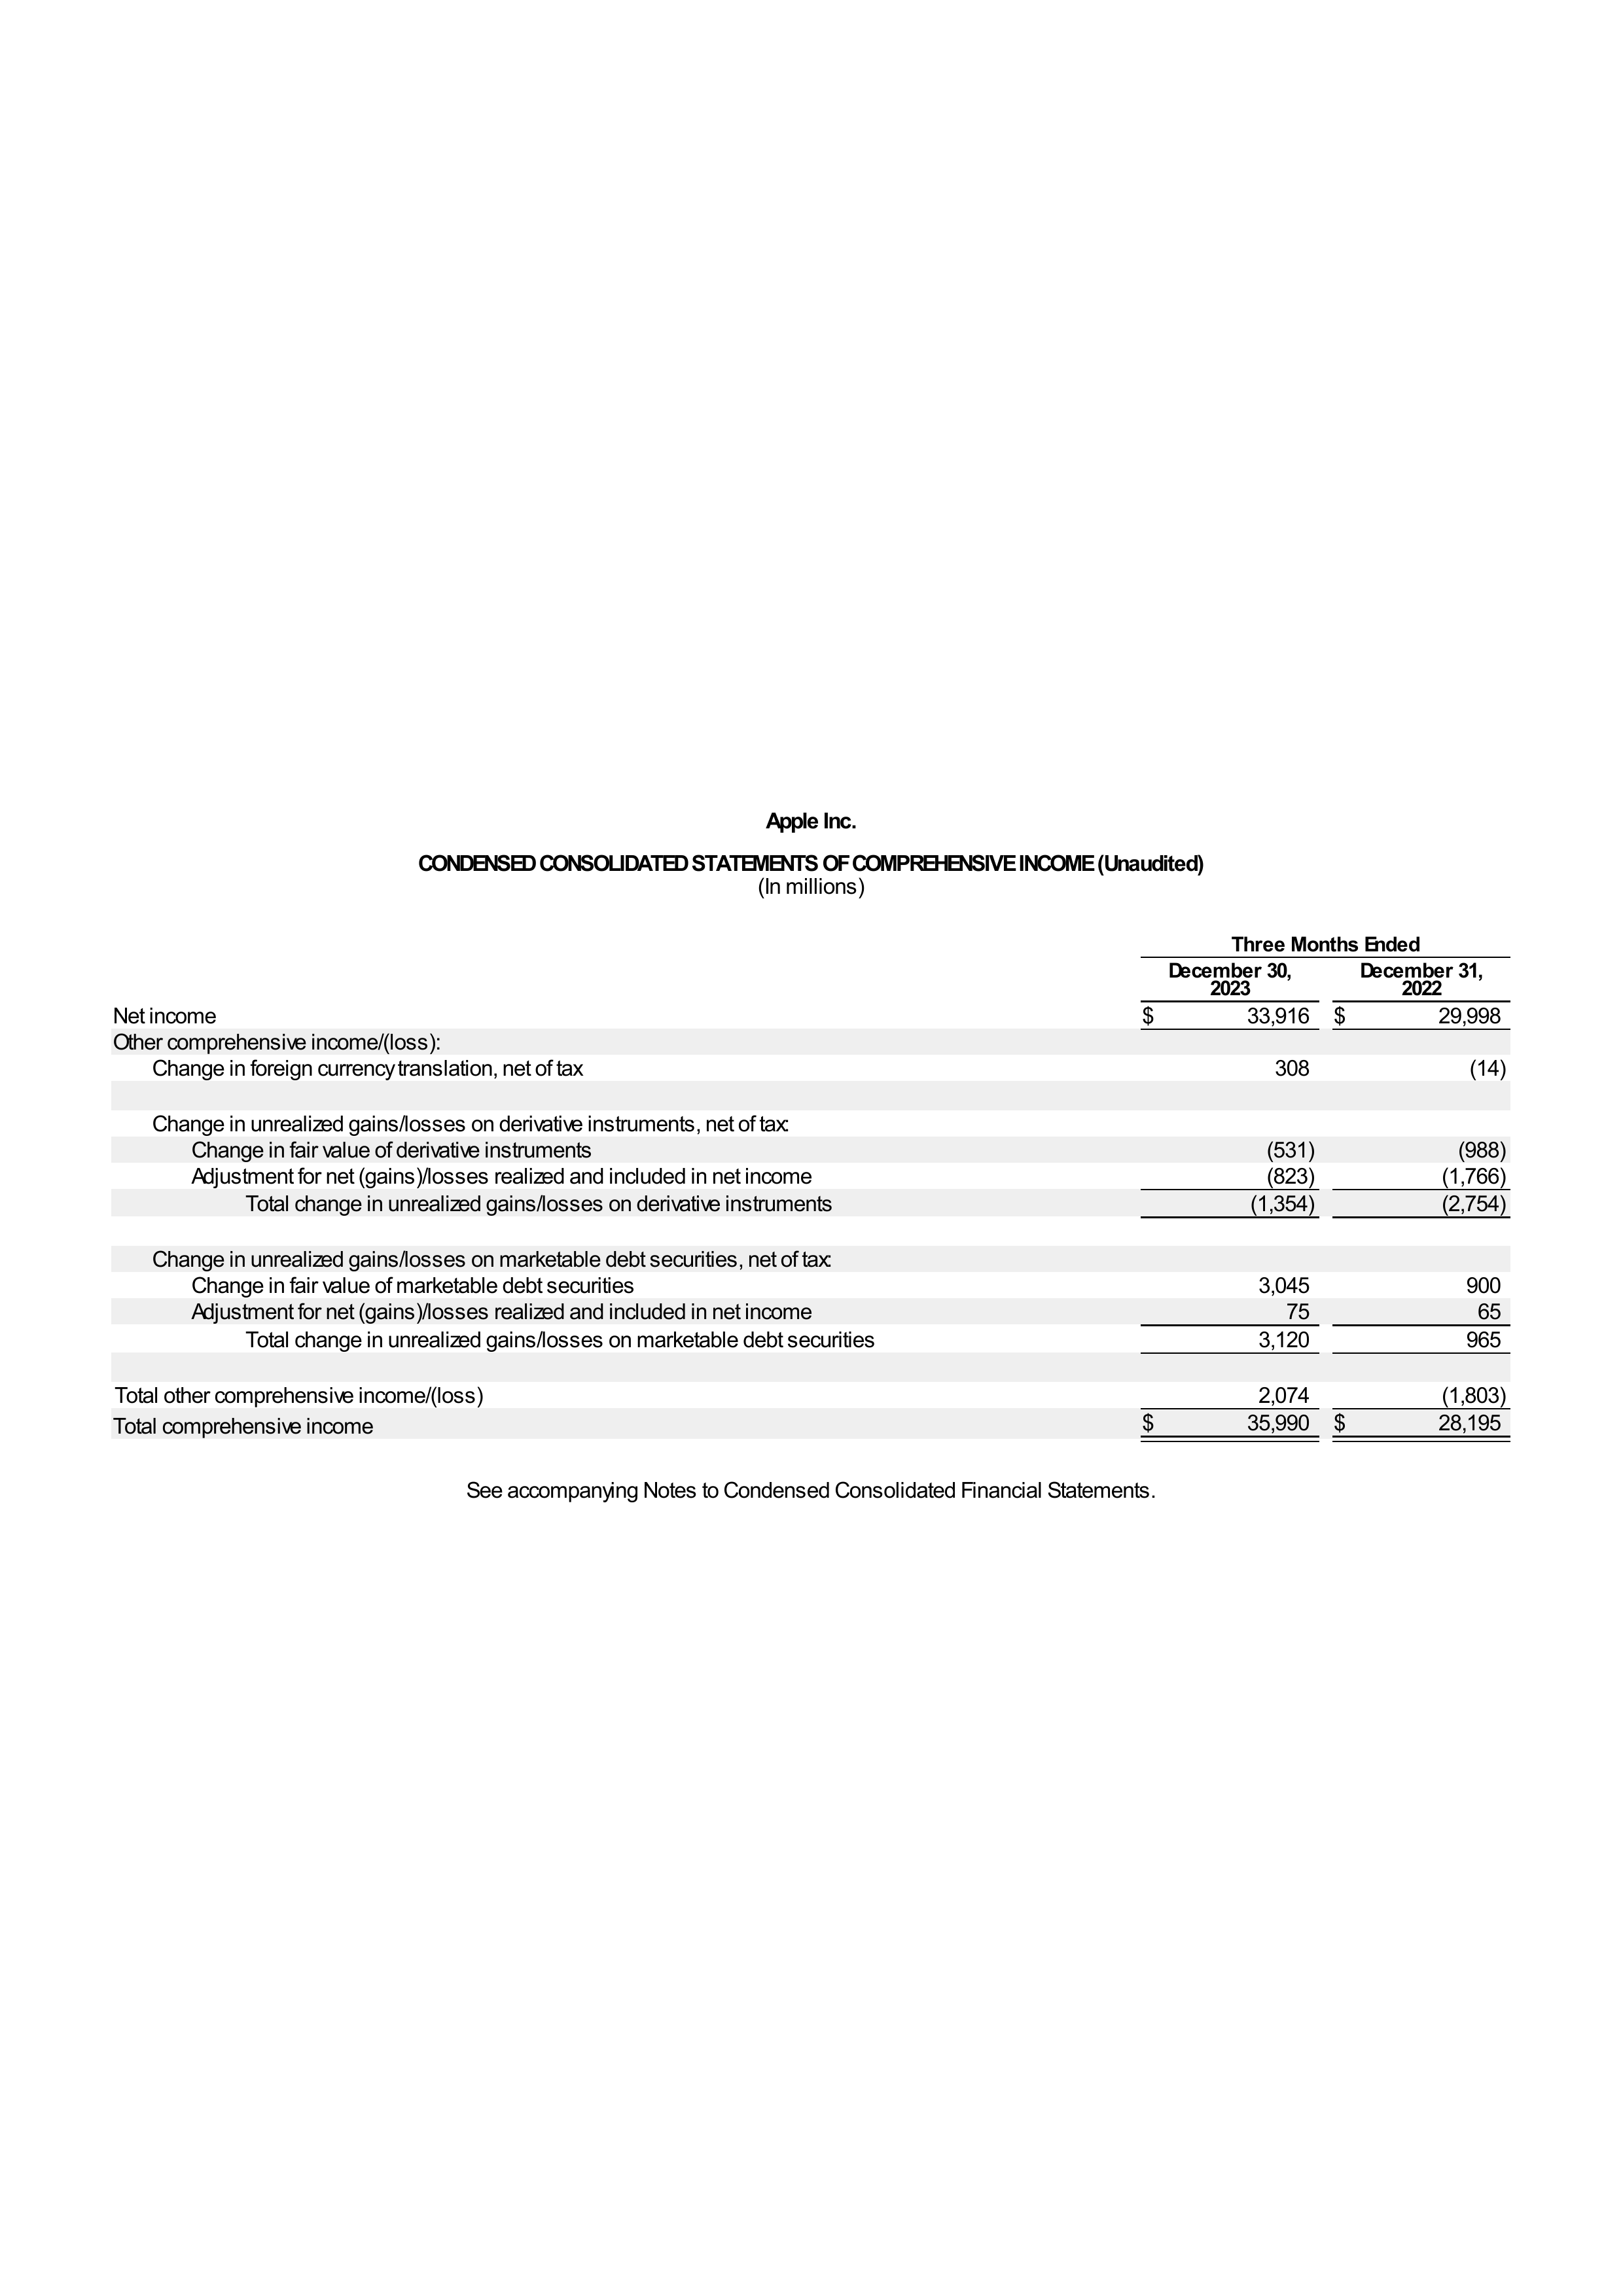 Apple Inc.
CONDENSED CONSOLIDATED STATEMENTS OF COMPREHENSIVE INCOME (Unaudited)
(In millions)
Three Months Ended
December 30, 2023 December 31, 2022
Net income $ 33,916 $ 29,998
Other comprehensive income/(loss):
Change in foreign currency translation, net of tax 308 (14)
Change in unrealized gains/losses on derivative instruments, net of tax:
Change in fair value of derivative instruments (531) (988)
Adjustment for net (gains)/losses realized and included in net income (823) (1,766)
Total change in unrealized gains/losses on derivative instruments (1,354) (2,754)
Change in unrealized gains/losses on marketable debt securities, net of tax:
Change in fair value of marketable debt securities 3,045 900
Adjustment for net (gains)/losses realized and included in net income 75 65
Total change in unrealized gains/losses on marketable debt securities 3,120 965
Total other comprehensive income/(loss) 2,074 (1,803)
Total comprehensive income $ 35,990 $ 28,195
See accompanying Notes to Condensed Consolidated Financial Statements.